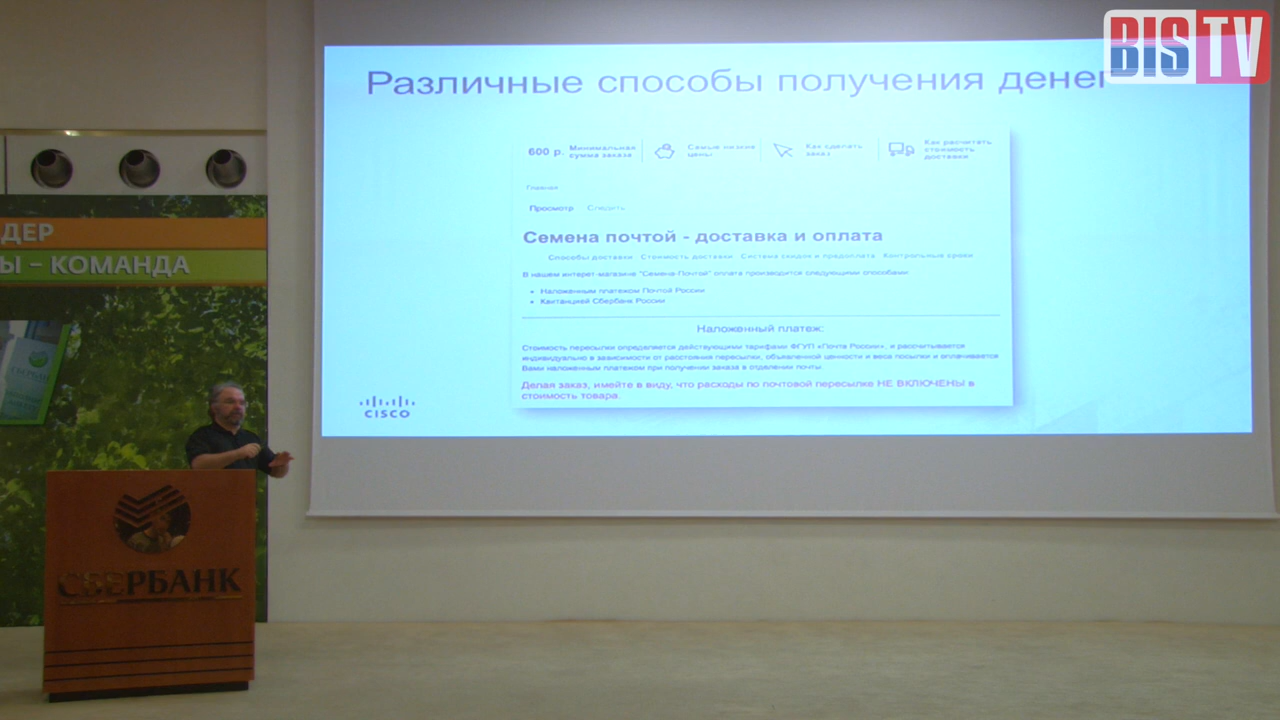 BIS TV
Различные способы получения денег
600 р. Минимальная
сумма заказа
Самые низкие
цены
Как сделать
заказ
Как расчитать
стоимость
доставки
Главная
Просмотр Следить
Семена почтой - доставка и оплата
Способы доставки Стоимость доставки Система скидок и предоплата Контрольные сроки
В нашем интерет-магазине "Семена-Почтой" оплата производится следующими способами:
• Наложенным платежом Почтой России
• Квитанцией Сбербанк России
Наложенный платеж:
Стоимость пересылки определяется действующими тарифами ФГУП «Почта России», и рассчитывается
индивидуально в зависимости от расстояния пересылки, объявленной ценности и веса посылки и оплачивается
Вами наложенным платежом при получении заказа в отделении почты.
Делая заказ, имейте в виду, что расходы по почтовой пересылке НЕ ВКЛЮЧЕНЫ в
стоимость товара.
CISCO
ДЕР
Ы – КОМАНДА
СБЕРБАНК